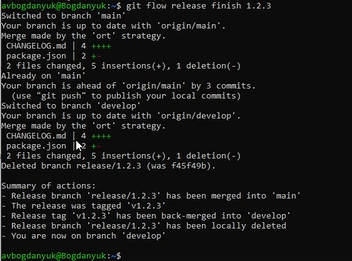 avbogdanyuk@Bogdanyuk:~$ git flow release finish 1.2.3
Switched to branch 'main'
Your branch is up to date with 'origin/main'.
Merge made by the 'ort' strategy.
CHANGELOG.md | 4 ++++
package.json | 2 +-
2 files changed, 5 insertions(+), 1 deletion(-)
Already on 'main'
Your branch is ahead of 'origin/main' by 3 commits.
(use "git push" to publish your local commits)
Switched to branch 'develop'
Your branch is up to date with 'origin/develop'.
Merge made by the 'ort' strategy.
CHANGELOG.md | 4 ++++
package.json | 2 +-
2 files changed, 5 insertions(+), 1 deletion(-)
Deleted branch release/1.2.3 (was f45f49b).
Summary of actions:
- Release branch 'release/1.2.3' has been merged into 'main'
- The release was tagged 'v1.2.3'
- Release tag 'v1.2.3' has been back-merged into 'develop'
- Release branch 'release/1.2.3' has been locally deleted
- You are now on branch 'develop'
avbogdanyuk@Bogdanyuk:~$